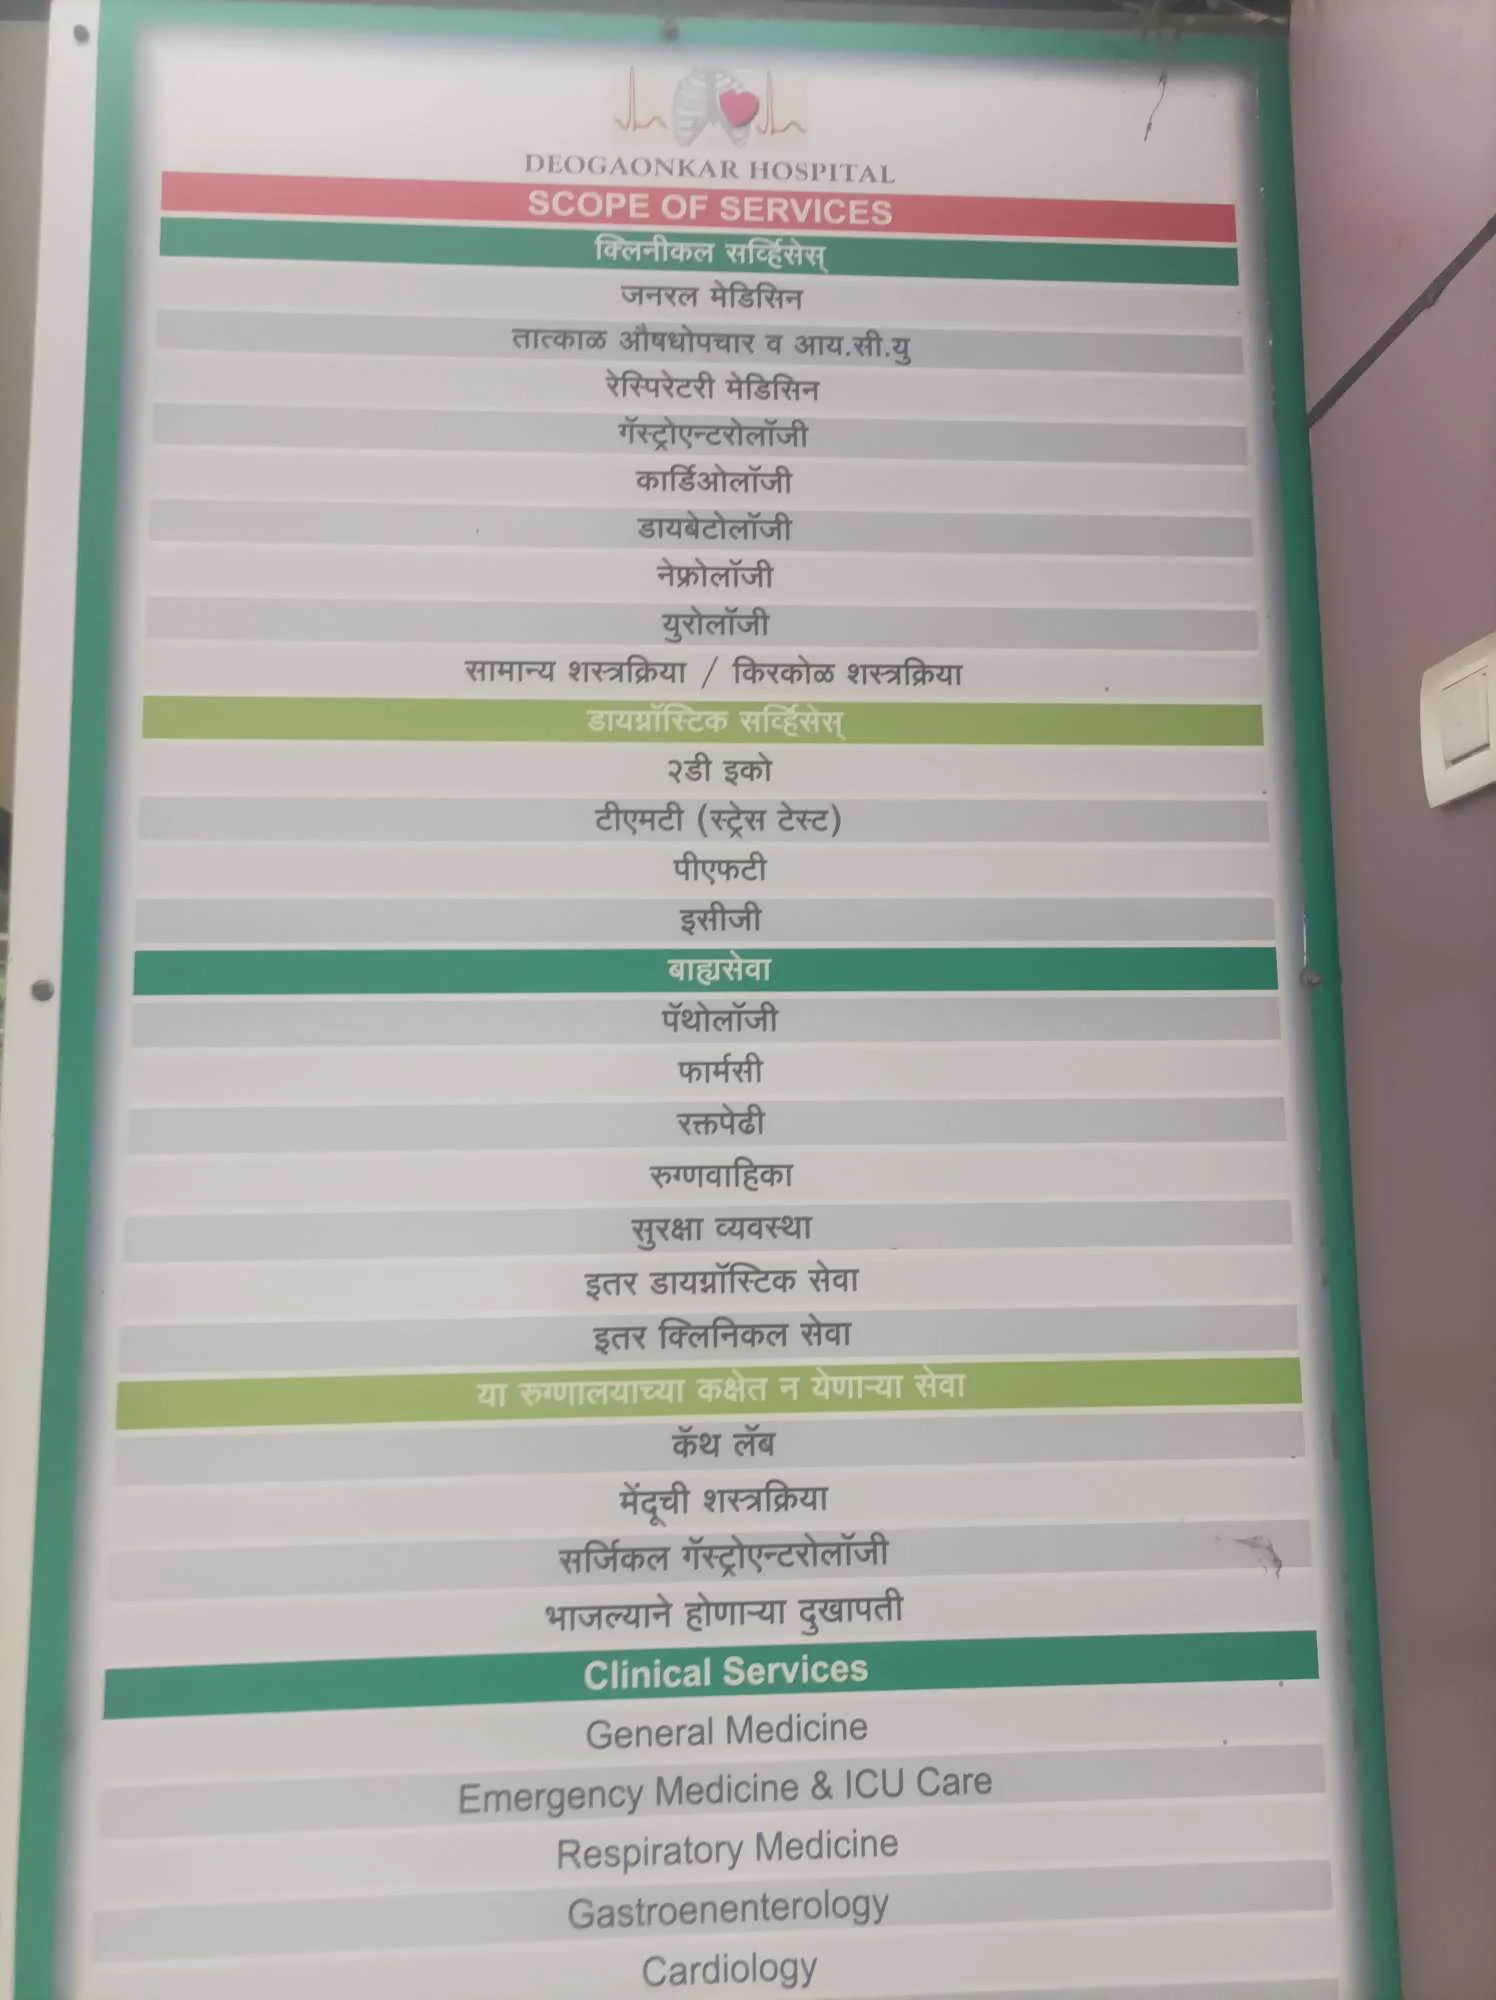 DEOGAONKAR HOSPITAL
SCOPE OF SERVICES
क्लिनीकल सर्व्हिसेस्
जनरल मेडिसिन
तात्काळ औषधोपचार व आय.सी.यु
रेस्पिरेटरी मेडिसिन
गॅस्ट्रोएन्टरोलॉजी
कार्डिओलॉजी
डायबेटोलॉजी
नेफ्रोलॉजी
युरोलॉजी
सामान्य शस्त्रक्रिया / किरकोळ शस्त्रक्रिया
डायग्नॉस्टिक सर्व्हिसेस्
२डी इको
टीएमटी (स्ट्रेस टेस्ट)
पीएफटी
इसीजी
बाह्यसेवा
पॅथोलॉजी
फार्मसी
रक्तपेढी
रुग्णवाहिका
सुरक्षा व्यवस्था
इतर डायग्नॉस्टिक सेवा
इतर क्लिनिकल सेवा
या रुग्णालयाच्या कक्षेत न येणाऱ्या सेवा
कॅथ लॅब
मेंदूची शस्त्रक्रिया
सर्जिकल गॅस्ट्रोएन्टरोलॉजी
भाजल्याने होणाऱ्या दुखापती
Clinical Services
General Medicine
Emergency Medicine & ICU Care
Respiratory Medicine
Gastroenenterology
Cardiology